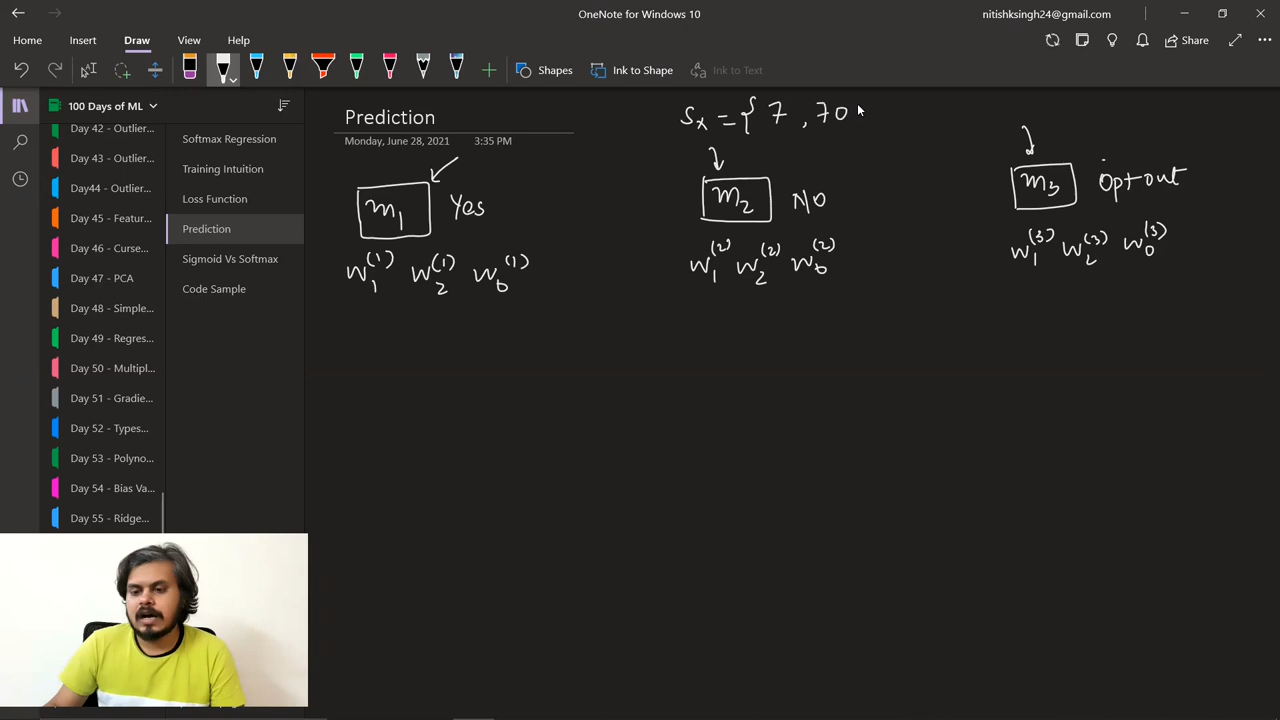 OneNote for Windows 10
nitishksingh24@gmail.com
Home Insert Draw View Help
Share
Shapes Ink to Shape Ink to Text
100 Days of ML
Day 42 - Outlier...
Day 43 - Outlier...
Day44 - Outlier...
Day 45 - Featur...
Day 46 - Curse...
Day 47 - PCA
Day 48 - Simple...
Day 49 - Regres...
Day 50 - Multipl...
Day 51 - Gradie...
Day 52 - Types...
Day 53 - Polyno...
Day 54 - Bias Va...
Day 55 - Ridge...
Softmax Regression
Training Intuition
Loss Function
Prediction
Sigmoid Vs Softmax
Code Sample
Prediction
Monday, June 28, 2021 3:35 PM
Sx = { 7 , 70
m1 Yes
m2 NO
m3 Opt out
w1(1) w2(1) w0(1)
w1(2) w2(2) w0(2)
w1(3) w2(3) w0(3)